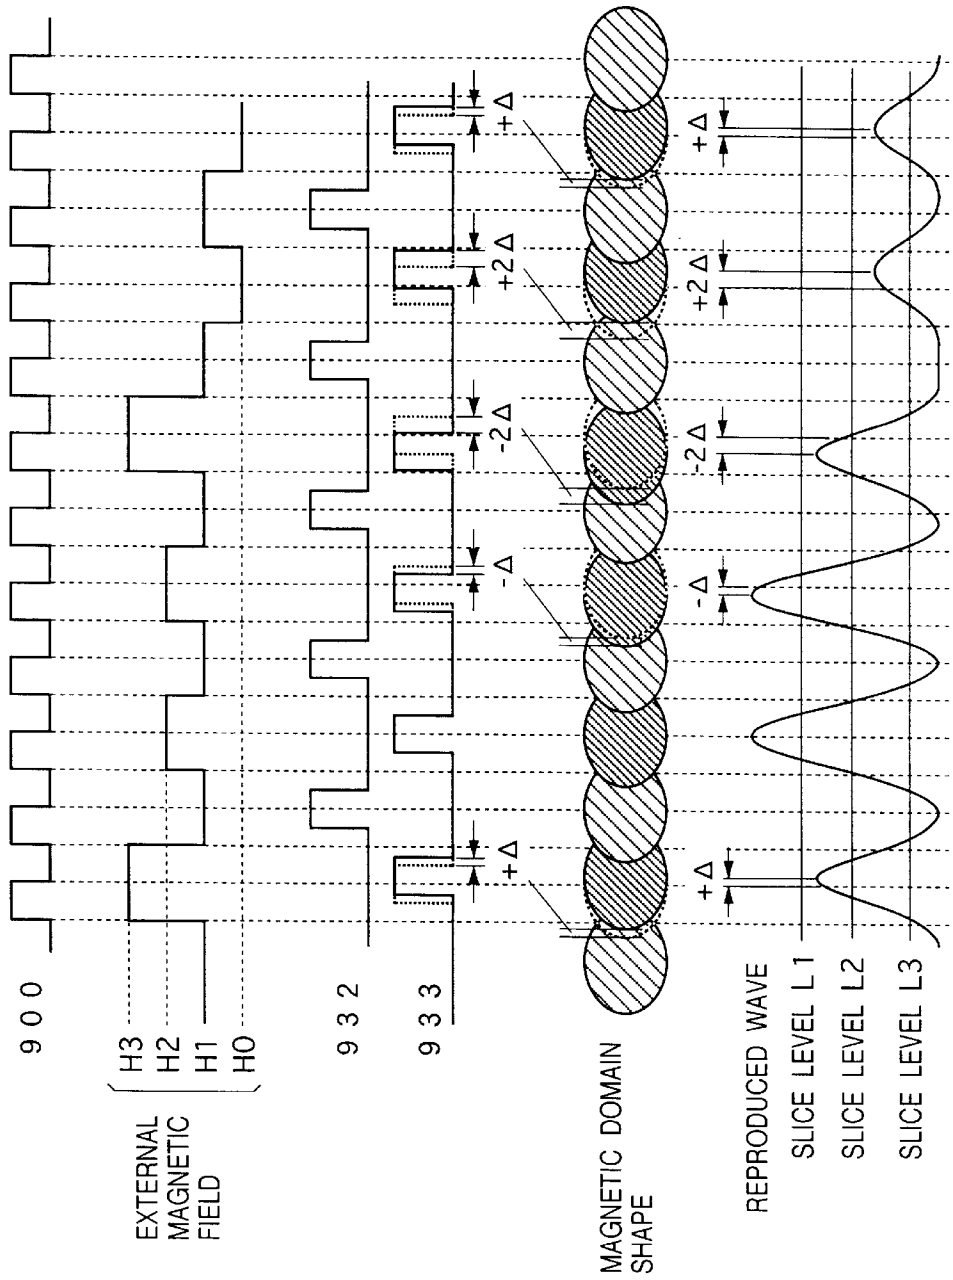 900
EXTERNAL
MAGNETIC
FIELD
H3
H2
H1
H0
932
933
+Δ
-Δ
-2Δ
+2Δ
+Δ
MAGNETIC DOMAIN
SHAPE
REPRODUCED WAVE
+Δ
-Δ
-2Δ
+2Δ
+Δ
SLICE LEVEL L1
SLICE LEVEL L2
SLICE LEVEL L3